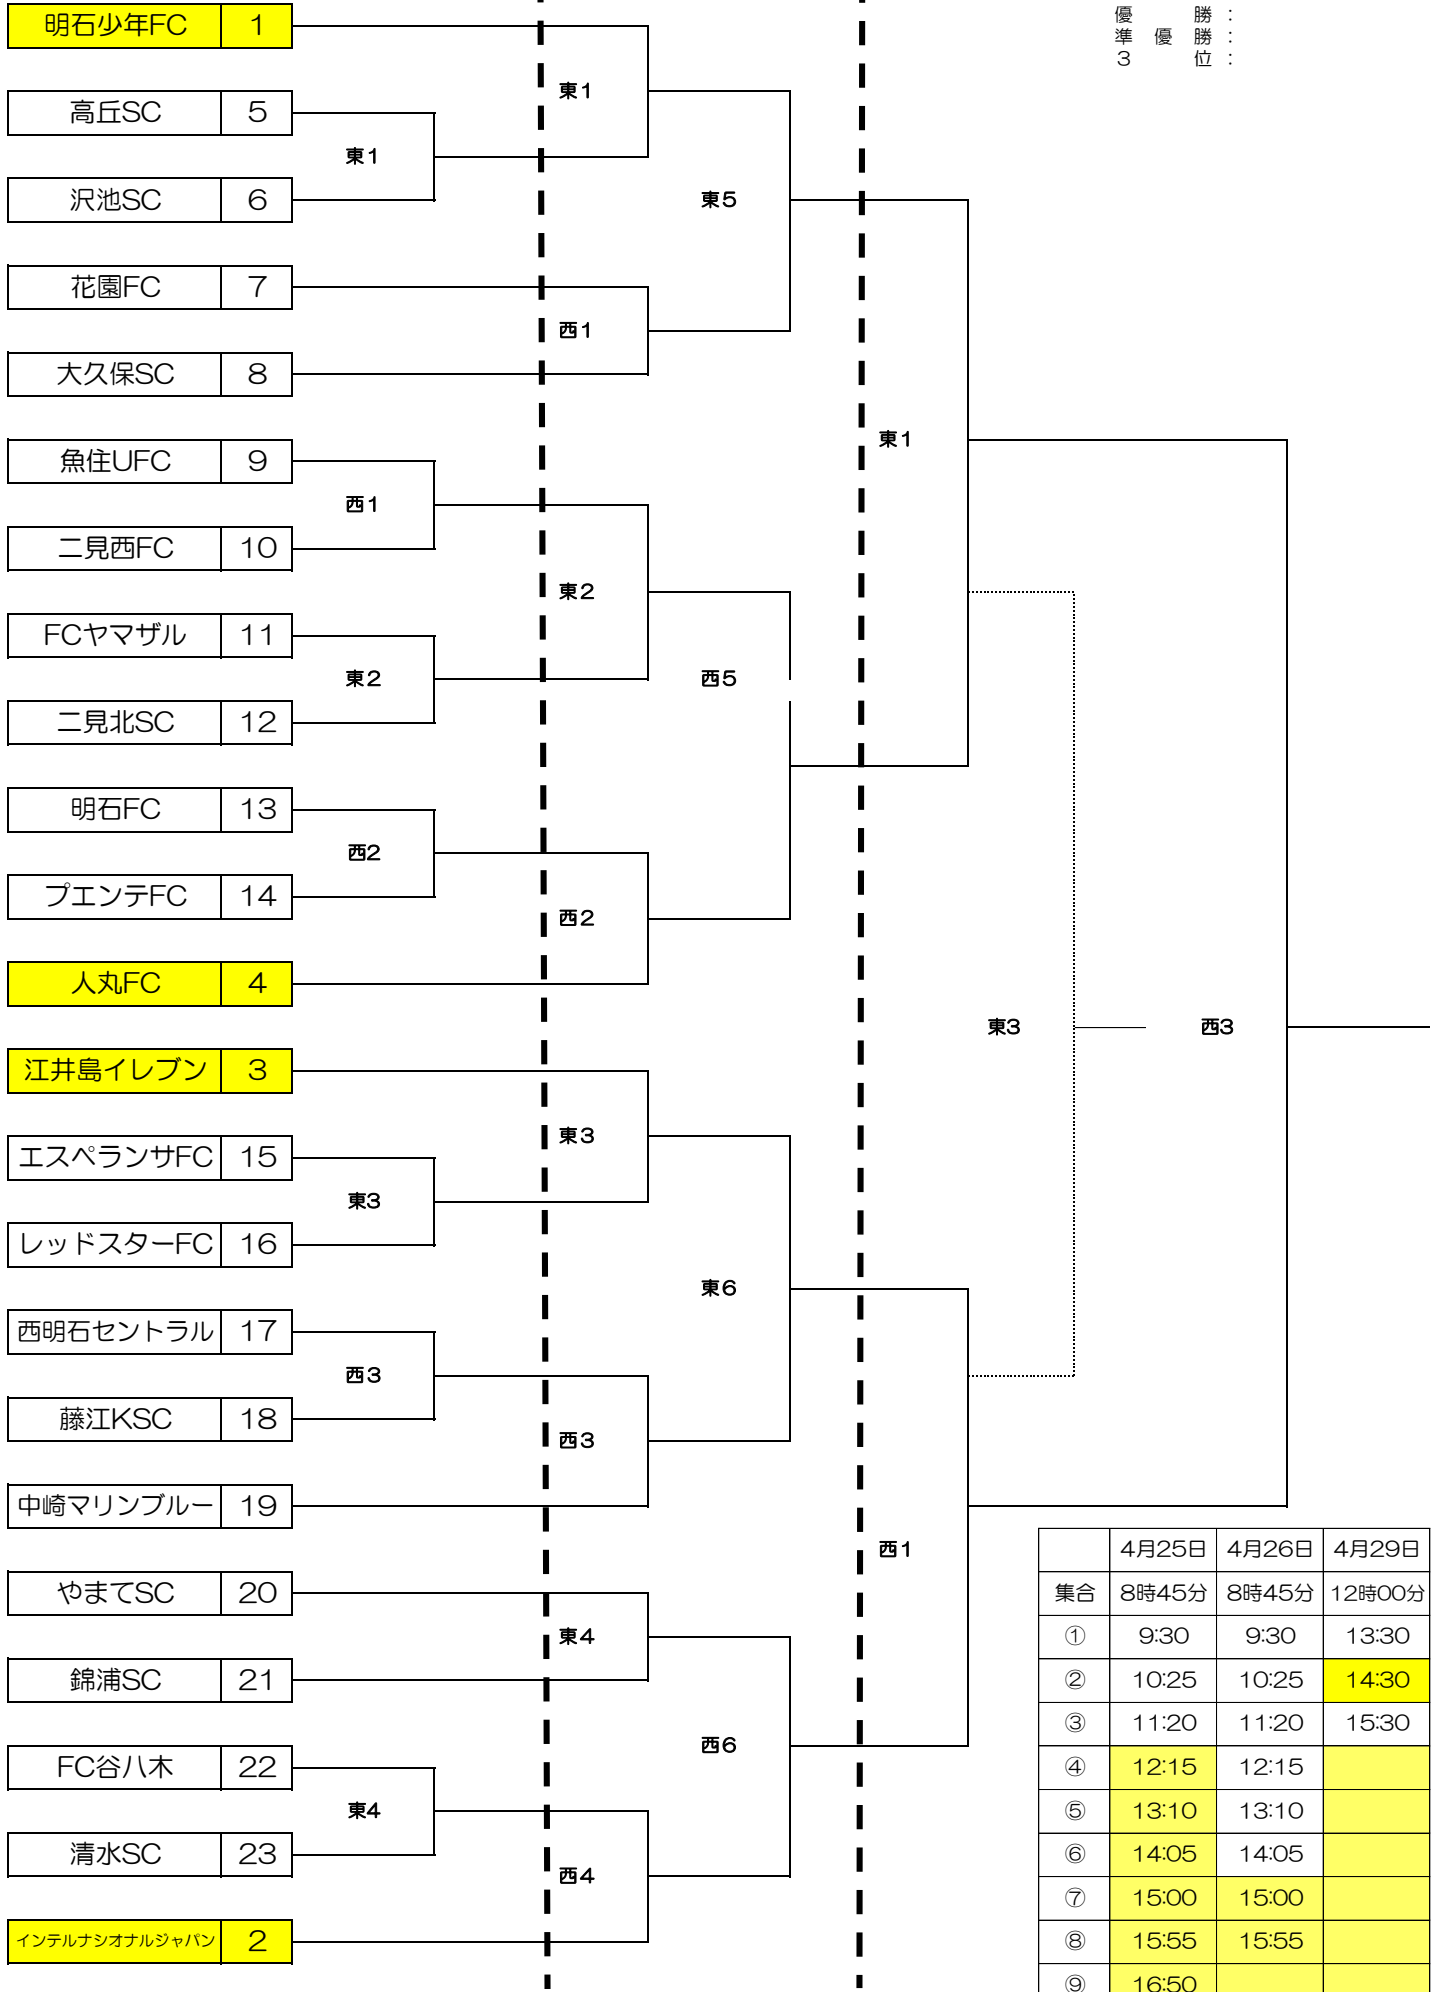 優 勝 :
準 優 勝 :
3 位 :
明石少年FC 1
東1
高丘SC 5
東1
沢池SC 6
東5
花園FC 7
西1
大久保SC 8
東1
魚住UFC 9
西1
二見西FC 10
東2
FCヤマザル 11
東2
西5
二見北SC 12
明石FC 13
西2
プエンテFC 14
西2
人丸FC 4
東3 西3
江井島イレブン 3
東3
エスペランサFC 15
東3
レッドスターFC 16
東6
西明石セントラル 17
西3
藤江KSC 18
西3
中崎マリンブルー 19
西1
やまてSC 20
東4
錦浦SC 21
西6
FC谷八木 22
東4
清水SC 23
西4
インテルナシオナルジャパン 2
4月25日 4月26日 4月29日
集合 8時45分 8時45分 12時00分
① 9:30 9:30 13:30
② 10:25 10:25 14:30
③ 11:20 11:20 15:30
④ 12:15 12:15
⑤ 13:10 13:10
⑥ 14:05 14:05
⑦ 15:00 15:00
⑧ 15:55 15:55
⑨ 16:50